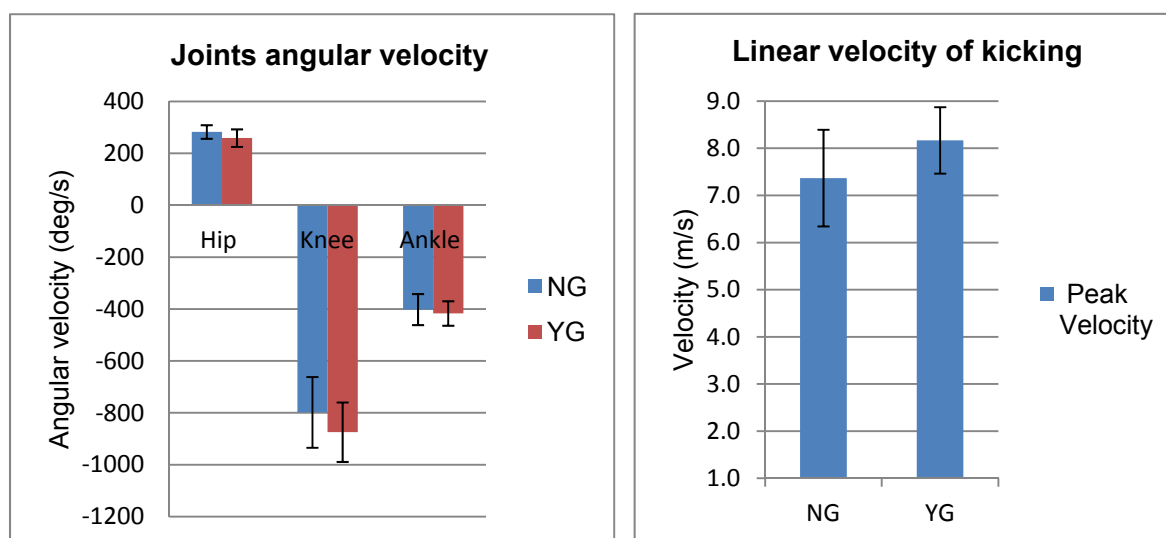 Joints angular velocity
Angular velocity (deg/s)
400
200
0
-200
-400
-600
-800
-1000
-1200
Hip
Knee
Ankle
NG
YG
Linear velocity of kicking
Velocity (m/s)
9.0
8.0
7.0
6.0
5.0
4.0
3.0
2.0
1.0
NG
YG
Peak
Velocity